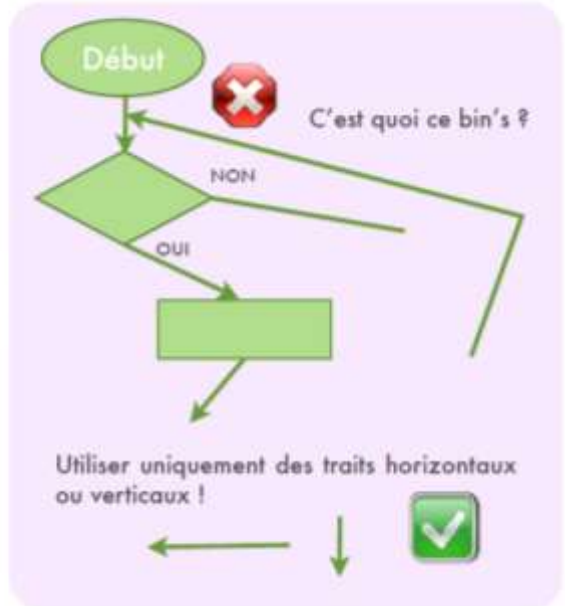 Début
C'est quoi ce bin's ?
NON
OUI
Utiliser uniquement des traits horizontaux
ou verticaux !